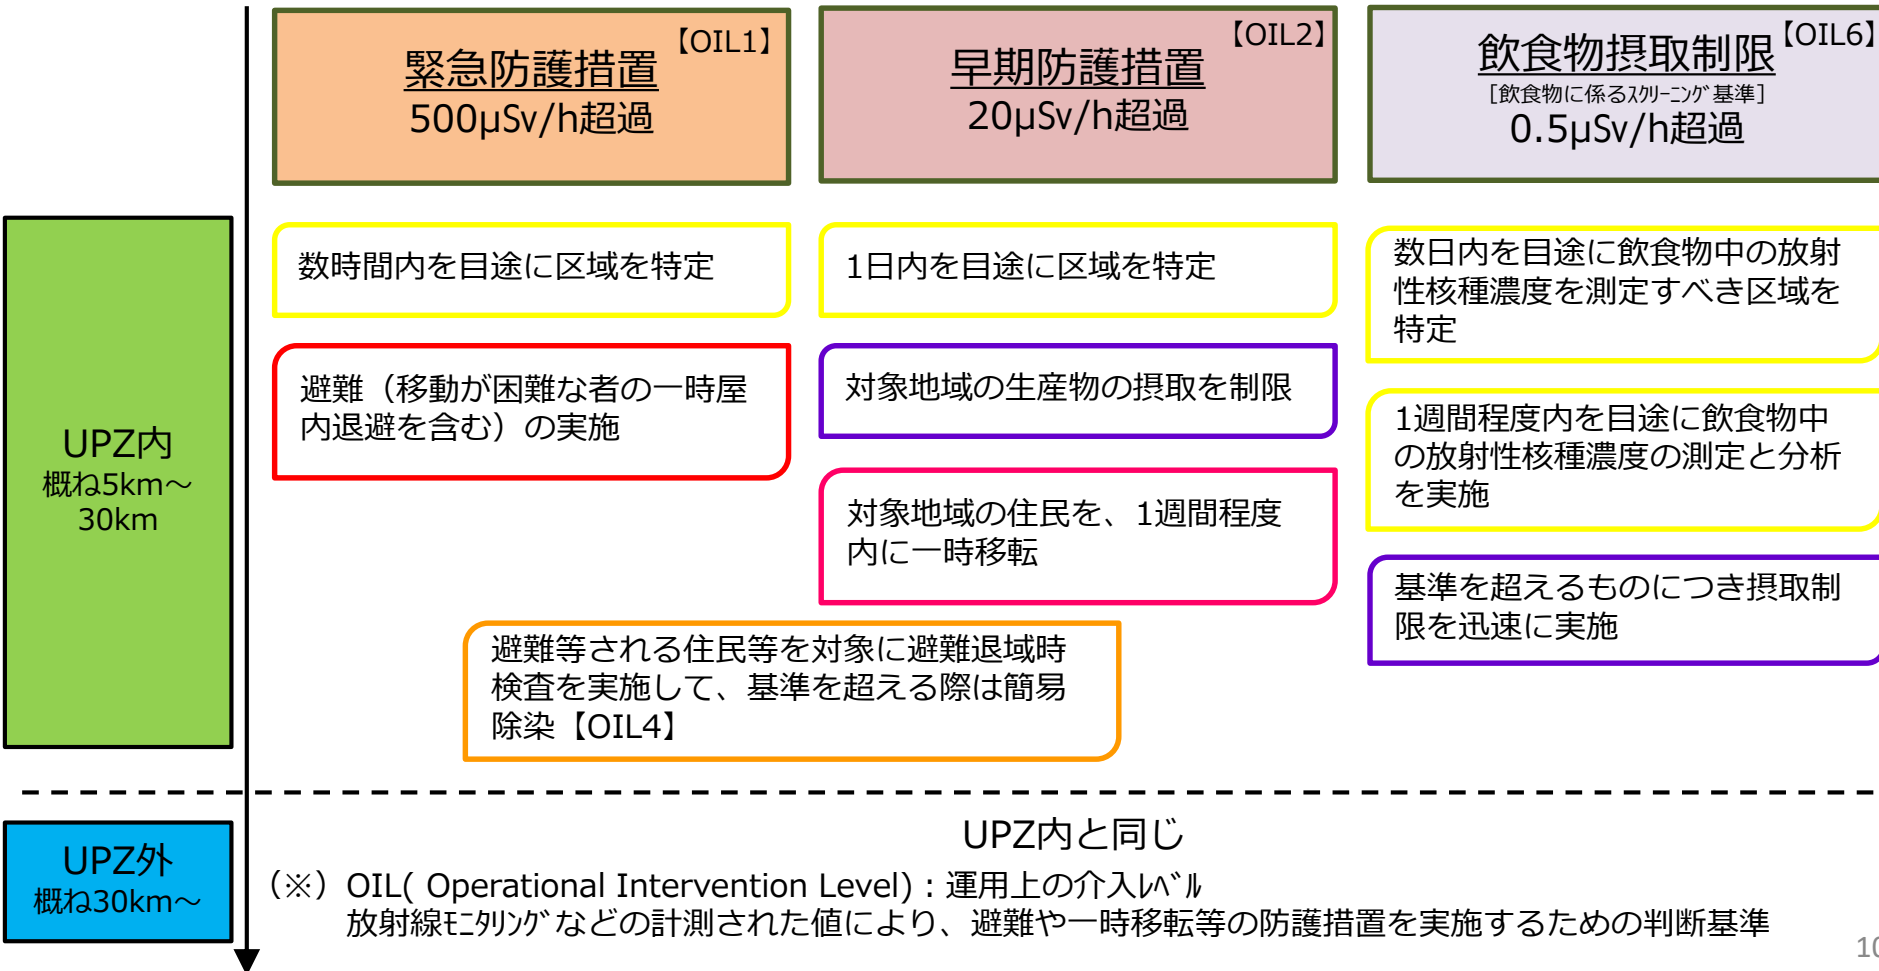 緊急防護措置
【OIL1】
500μSv/h超過
早期防護措置
【OIL2】
20μSv/h超過
飲食物摂取制限
【OIL6】
[飲食物に係るｽｸﾘｰﾆﾝｸﾞ基準]
0.5μSv/h超過
UPZ内
概ね5km～
30km
数時間内を目途に区域を特定
避難（移動が困難な者の一時屋
内退避を含む）の実施
1日内を目途に区域を特定
対象地域の生産物の摂取を制限
対象地域の住民を、1週間程度
内に一時移転
避難等される住民等を対象に避難退域時
検査を実施して、基準を超える際は簡易
除染【OIL4】
数日内を目途に飲食物中の放射
性核種濃度を測定すべき区域を
特定
1週間程度内を目途に飲食物中
の放射性核種濃度の測定と分析
を実施
基準を超えるものにつき摂取制
限を迅速に実施
UPZ外
概ね30km～
UPZ内と同じ
（※）OIL( Operational Intervention Level)：運用上の介入ﾚﾍﾞﾙ
放射線ﾓﾆﾀﾘﾝｸﾞなどの計測された値により、避難や一時移転等の防護措置を実施するための判断基準